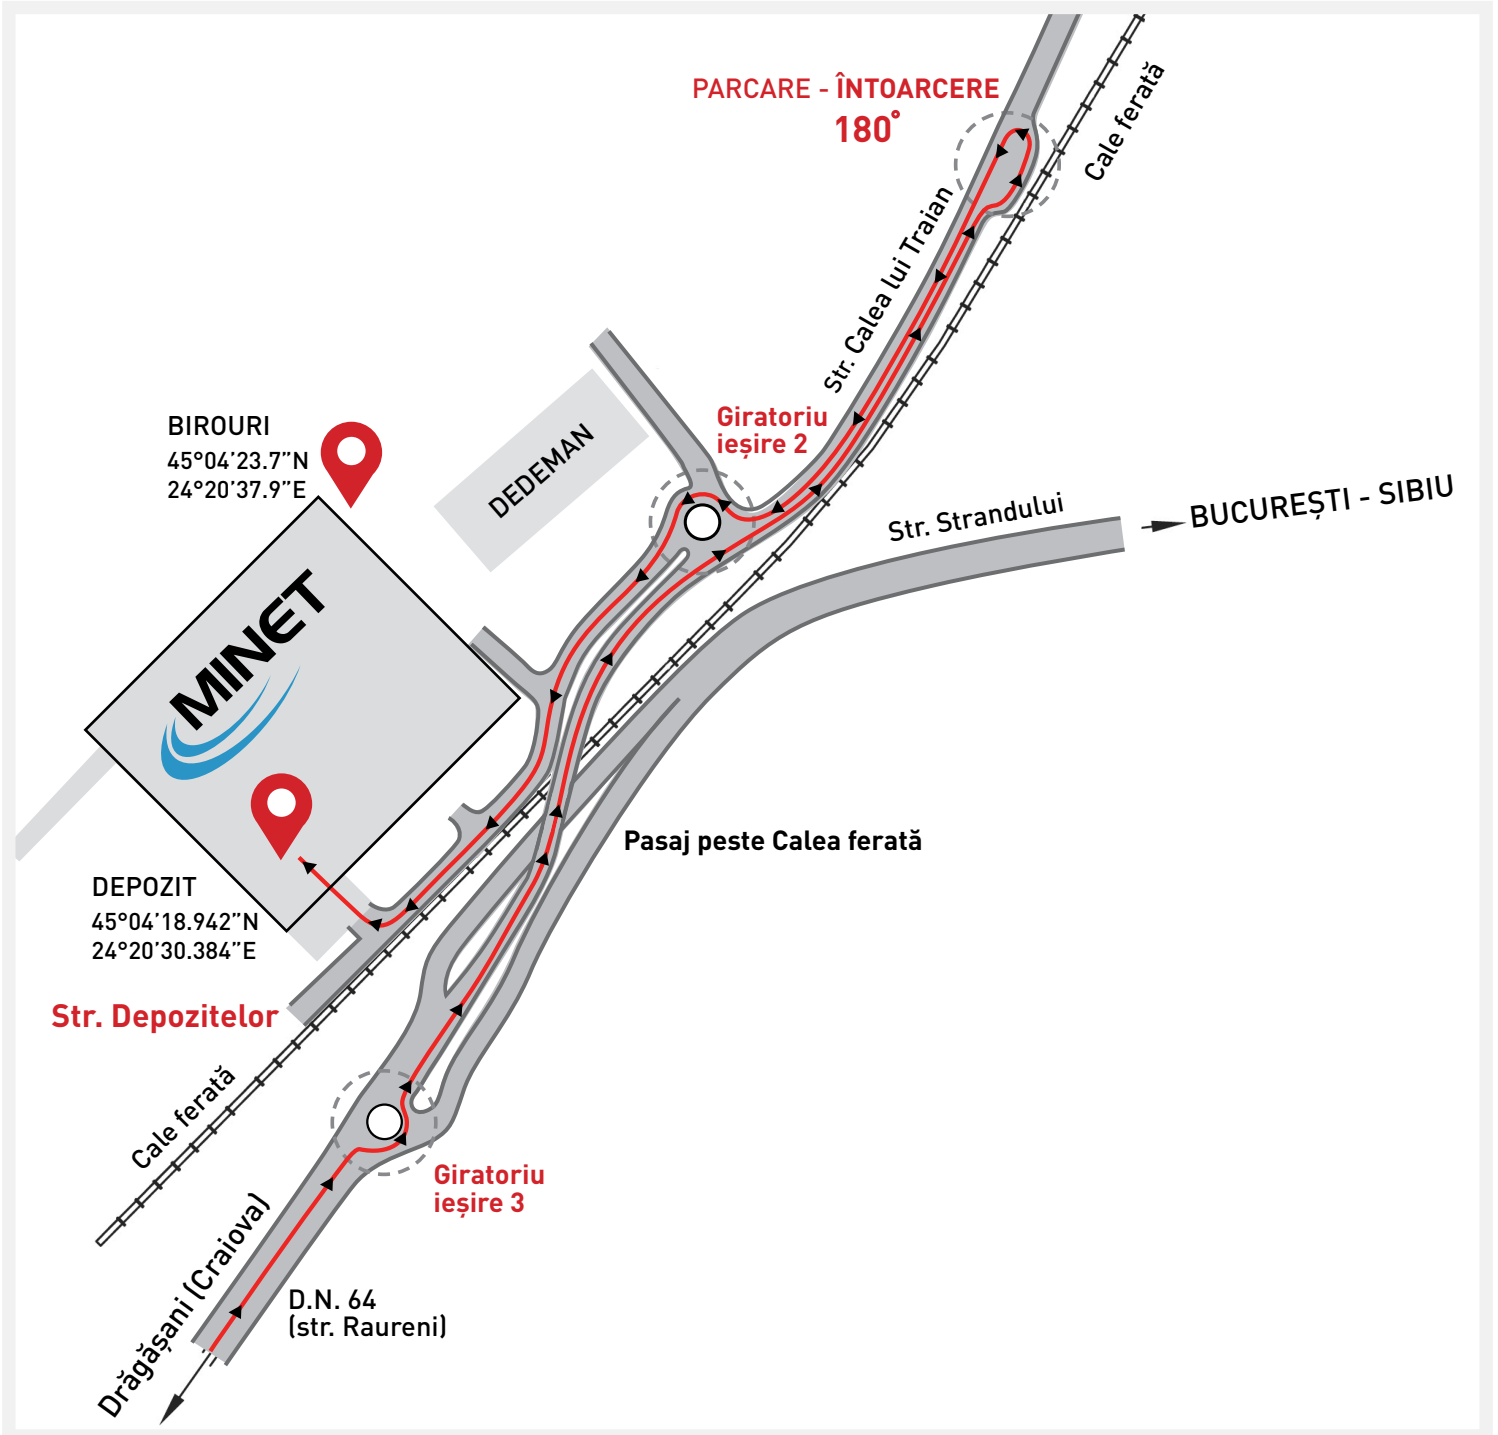 PARCARE - ÎNTOARCERE
180°
Cale ferată
Str. Calea lui Traian
Giratoriu
ieșire 2
BIROURI
45°04’23.7”N
24°20’37.9”E
DEDEMAN
Str. Strandului
BUCUREȘTI - SIBIU
MINET
Pasaj peste Calea ferată
DEPOZIT
45°04’18.942”N
24°20’30.384”E
Str. Depozitelor
Cale ferată
Giratoriu
ieșire 3
Drăgășani (Craiova)
D.N. 64
(str. Raureni)